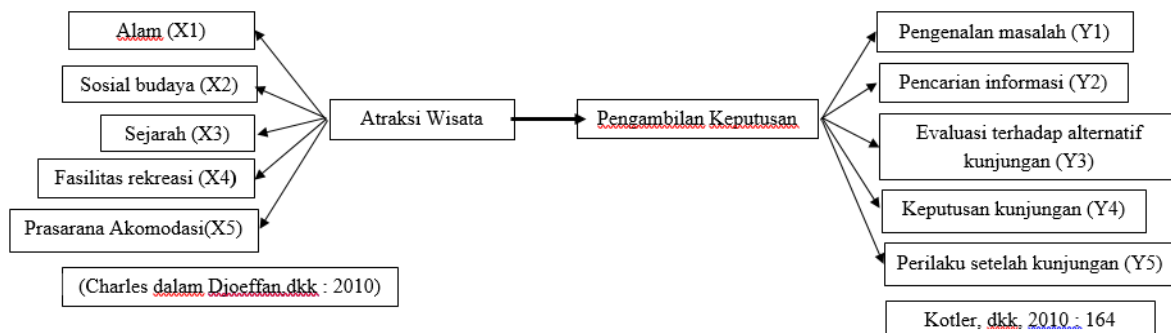 Alam (X1)
Sosial budaya (X2)
Sejarah (X3)
Fasilitas rekreasi (X4)
Prasarana Akomodasi(X5)
(Charles dalam Djoeffan,dkk : 2010)
Atraksi Wisata
Pengambilan Keputusan
Pengenalan masalah (Y1)
Pencarian informasi (Y2)
Evaluasi terhadap alternatif
kunjungan (Y3)
Keputusan kunjungan (Y4)
Perilaku setelah kunjungan (Y5)
Kotler, dkk, 2010 : 164